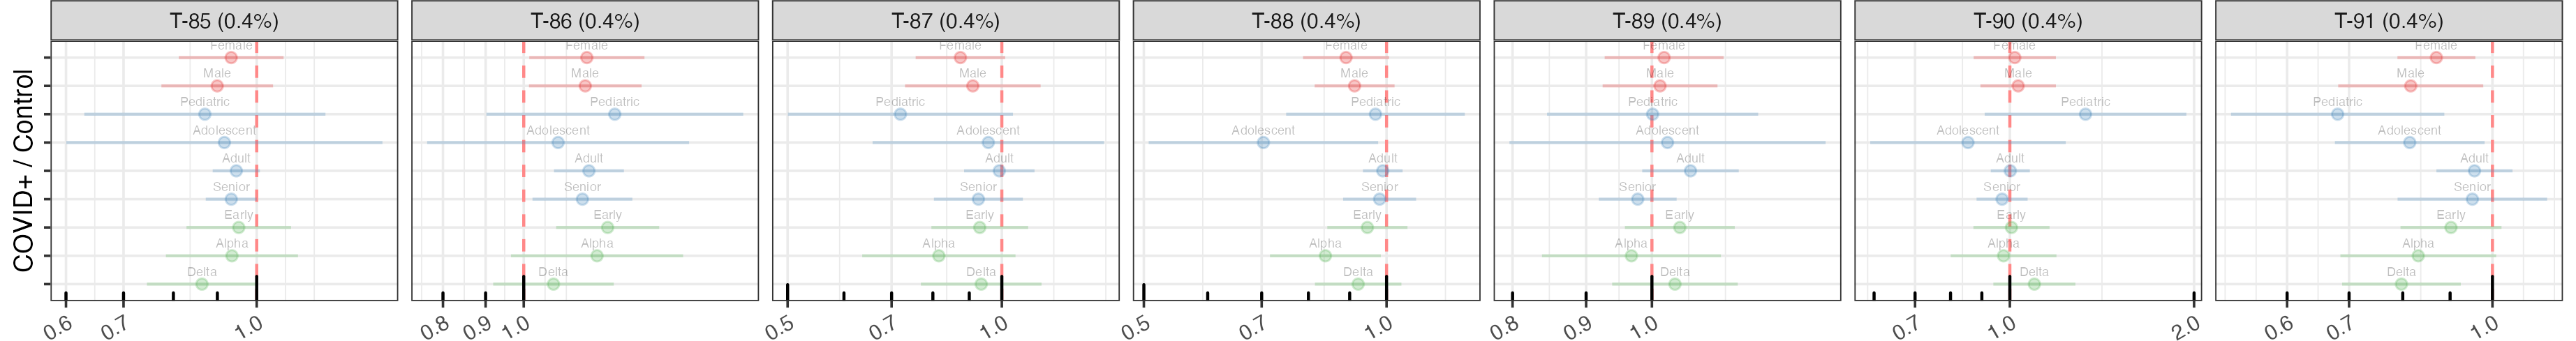 T-85 (0.4%)
T-86 (0.4%)
T-87 (0.4%)
T-88 (0.4%)
T-89 (0.4%)
T-90 (0.4%)
T-91 (0.4%)
COVID+ / Control
Female
Male
Pediatric
Adolescent
Adult
Senior
Early
Alpha
Delta
0.6 0.7 1.0
Female
Male
Pediatric
Adolescent
Adult
Senior
Early
Alpha
Delta
0.8 0.9 1.0
Female
Male
Pediatric
Adolescent
Adult
Senior
Early
Alpha
Delta
0.5 0.7 1.0
Female
Male
Pediatric
Adolescent
Adult
Senior
Early
Alpha
Delta
0.5 0.7 1.0
Female
Male
Pediatric
Adolescent
Adult
Senior
Early
Alpha
Delta
0.8 0.9 1.0
Female
Male
Pediatric
Adolescent
Adult
Senior
Early
Alpha
Delta
0.7 1.0 2.0
Female
Male
Pediatric
Adolescent
Adult
Senior
Early
Alpha
Delta
0.6 0.7 1.0